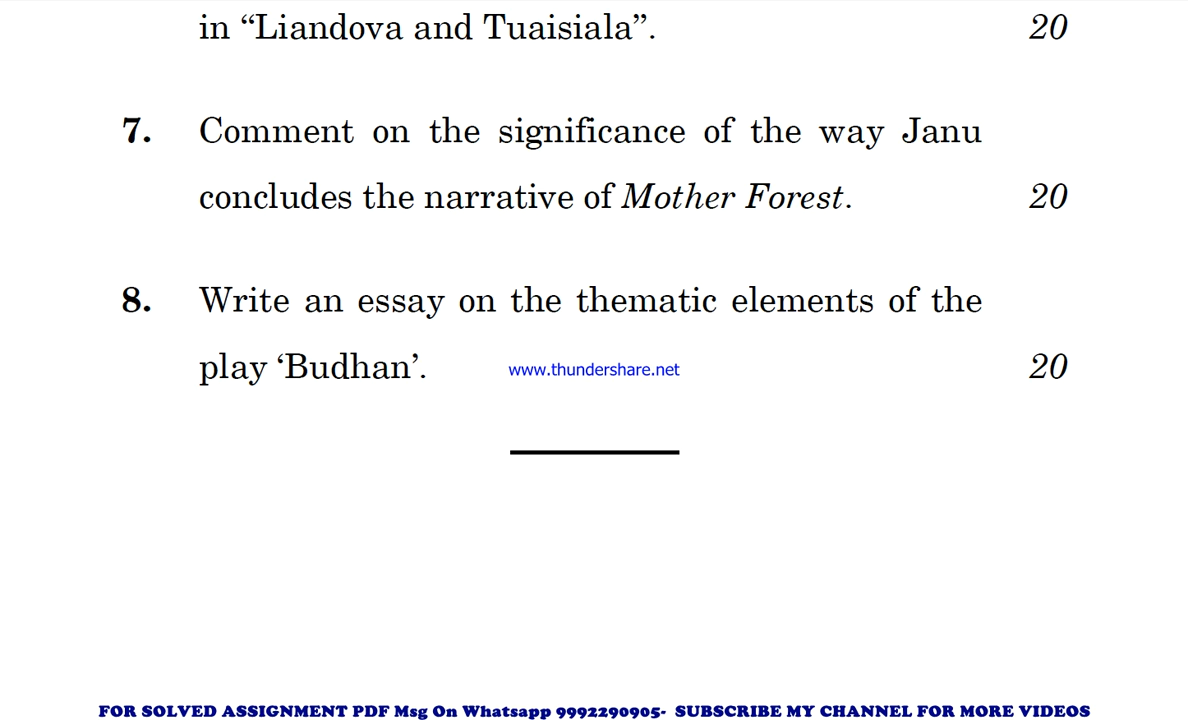 in “Liandova and Tuaisiala”. 20
7. Comment on the significance of the way Janu
concludes the narrative of Mother Forest. 20
8. Write an essay on the thematic elements of the
play ‘Budhan’. www.thundershare.net 20
FOR SOLVED ASSIGNMENT PDF Msg On Whatsapp 9992290905- SUBSCRIBE MY CHANNEL FOR MORE VIDEOS